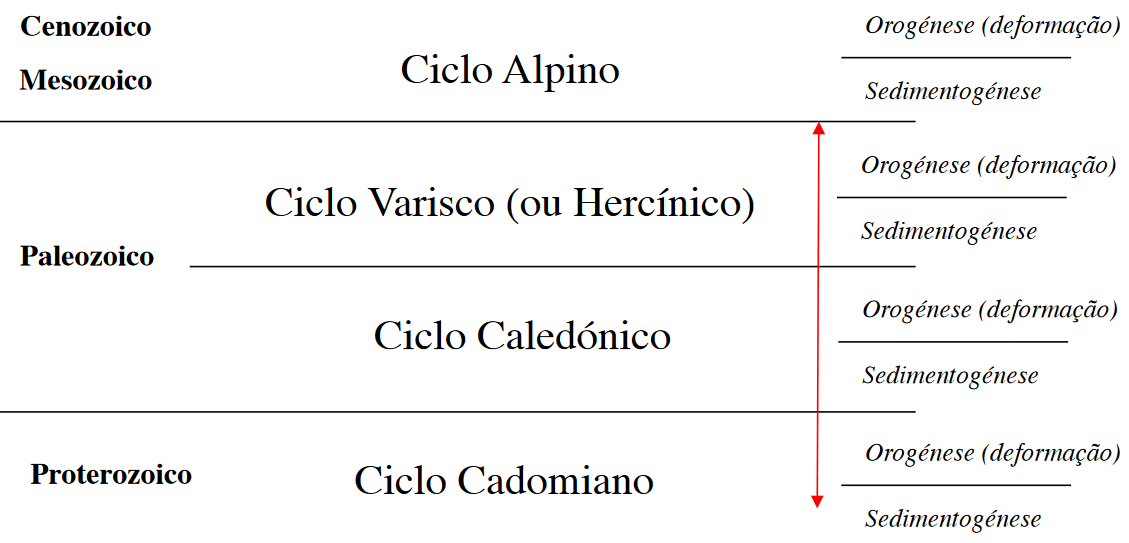 Cenozoico
Orogénese (deformação)
Mesozoico
Ciclo Alpino
Sedimentogénese
Orogénese (deformação)
Ciclo Varisco (ou Hercínico)
Sedimentogénese
Paleozoico
Orogénese (deformação)
Ciclo Caledónico
Sedimentogénese
Orogénese (deformação)
Proterozoico
Ciclo Cadomiano
Sedimentogénese